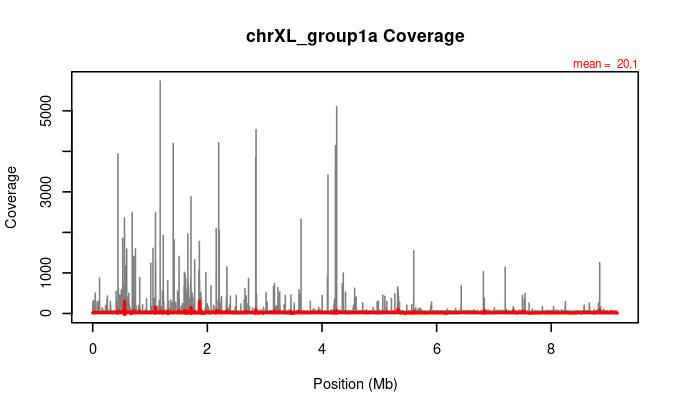 chrXL_group1a Coverage
mean = 20.1
Coverage
5000
3000
1000
0
0 2 4 6 8
Position (Mb)